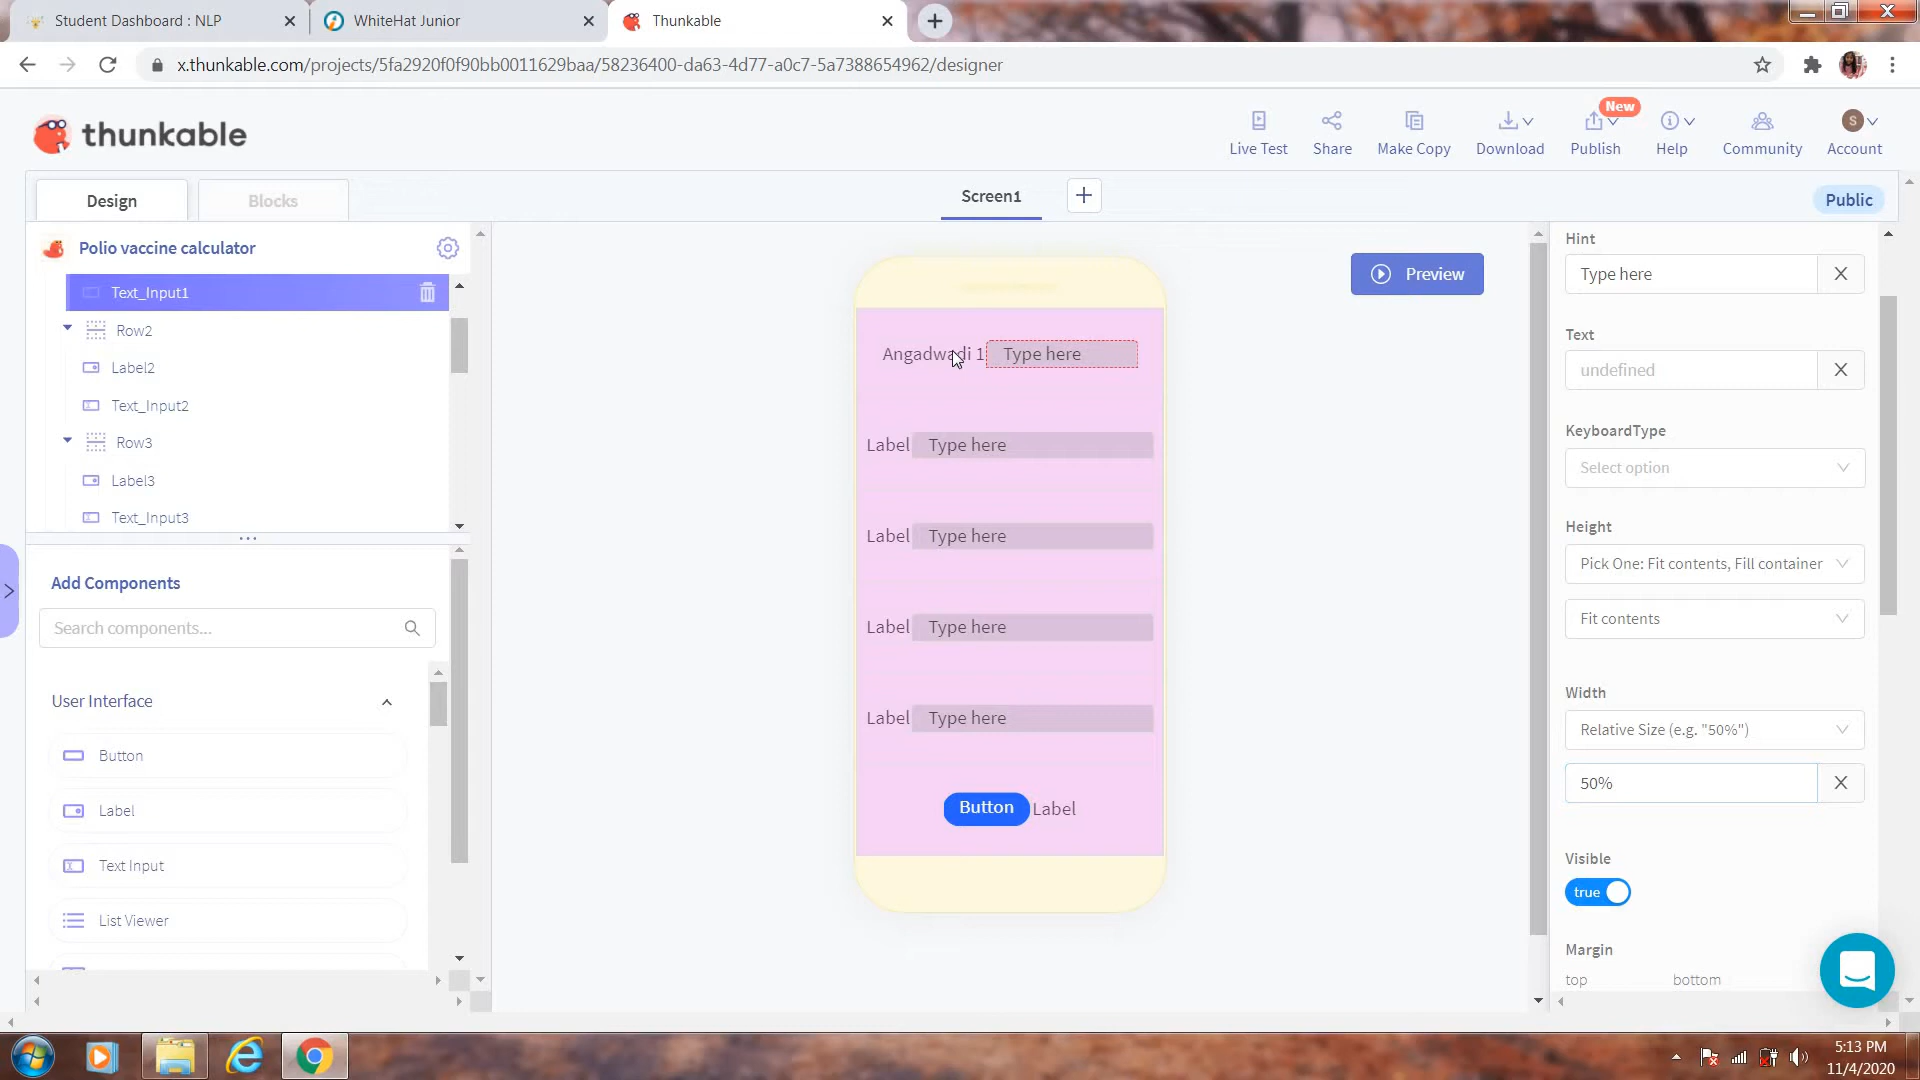 Student Dashboard : NLP
WhiteHat Junior
Thunkable
x.thunkable.com/projects/5fa2920f0f90bb0011629baa/58236400-da63-4d77-a0c7-5a7388654962/designer
thunkable
Live Test
Share
Make Copy
Download
New
Publish
Help
Community
S
Account
Design
Blocks
Screen1
Public
Polio vaccine calculator
Text_Input1
Row2
Label2
Text_Input2
Row3
Label3
Text_Input3
Add Components
Search components...
User Interface
Button
Label
Text Input
List Viewer
Preview
Angadwadi 1 Type here
Label Type here
Label Type here
Label Type here
Label Type here
Button Label
Hint
Type here
Text
undefined
KeyboardType
Select option
Height
Pick One: Fit contents, Fill container
Fit contents
Width
Relative Size (e.g. "50%")
50%
Visible
true
Margin
top bottom
5:13 PM
11/4/2020